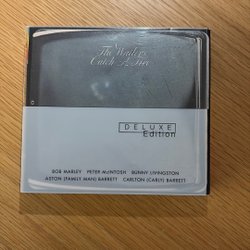 The Wailers
Catch A Fire
DELUXE
Edition
BOB MARLEY PETER McINTOSH BUNNY LIVINGSTON
ASTON (FAMILY MAN) BARRETT CARLTON (CARLY) BARRETT